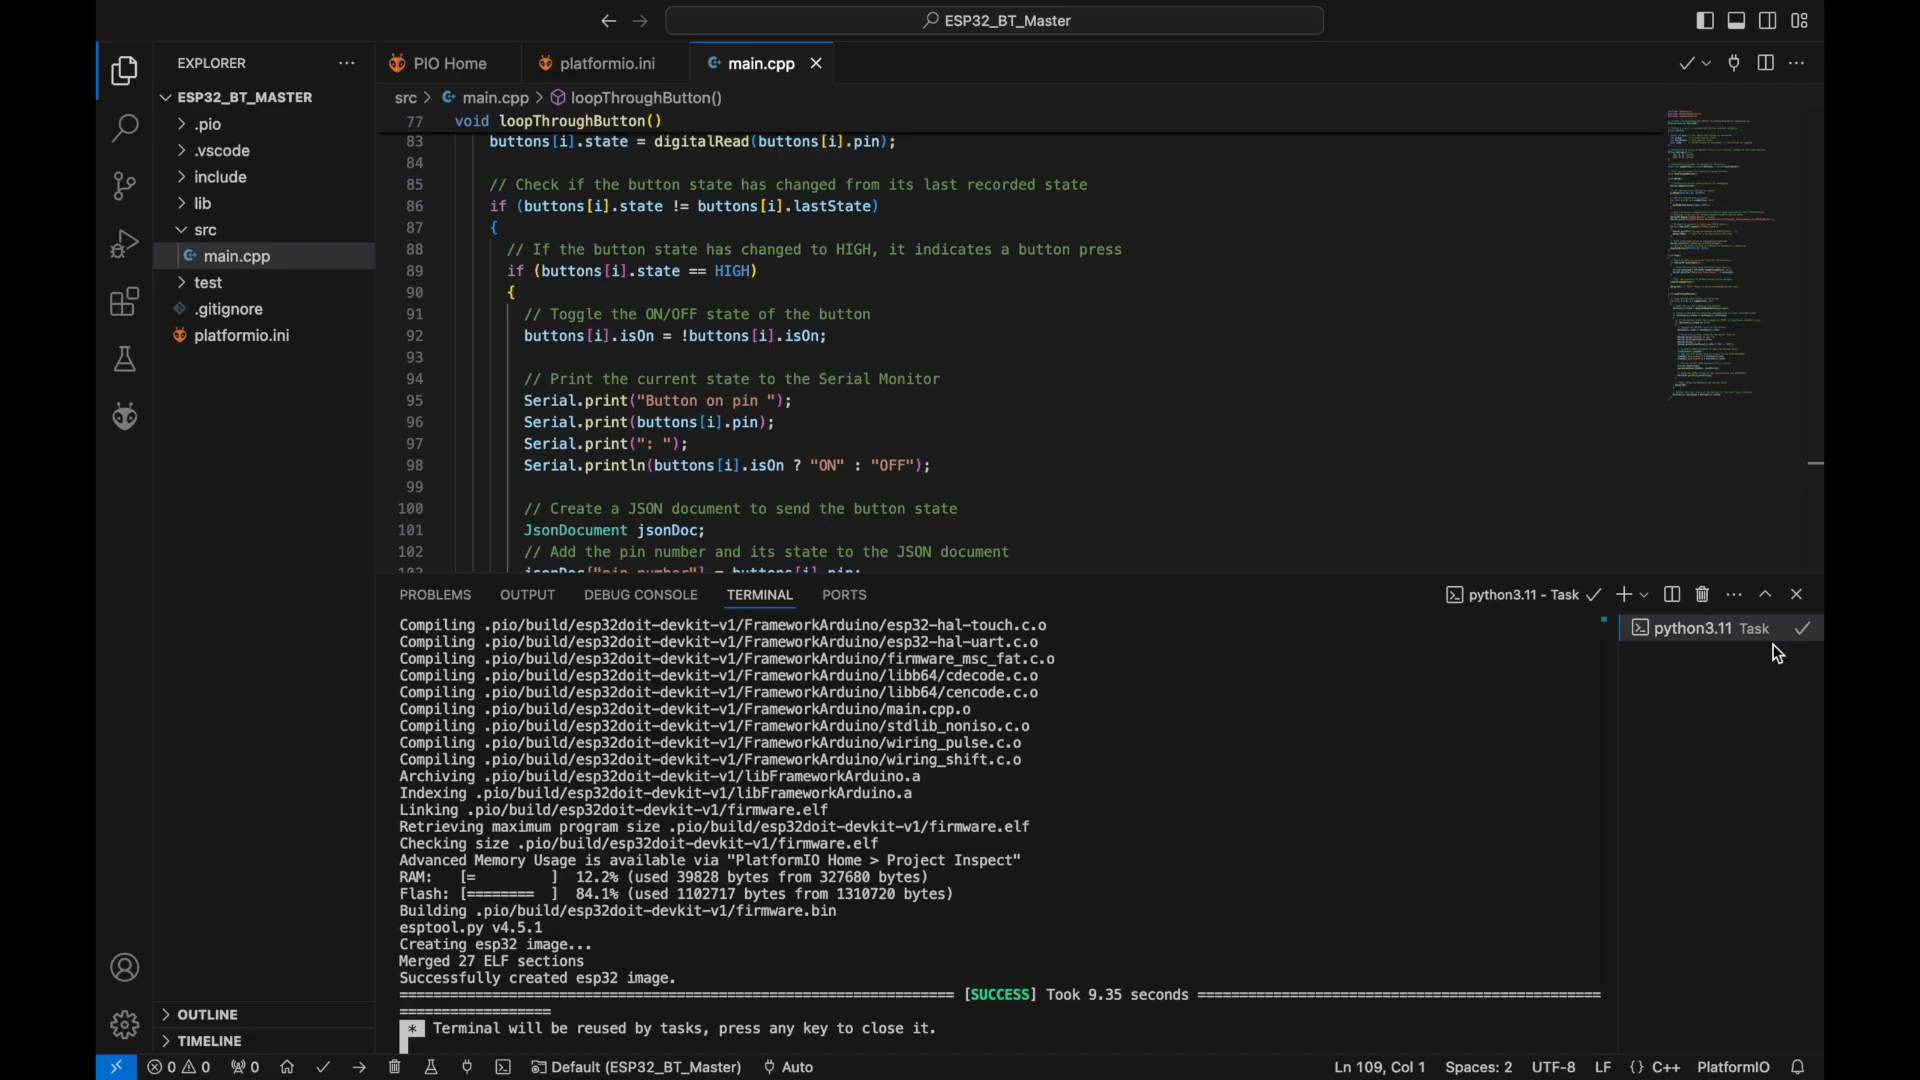 ESP32_BT_Master
EXPLORER
ESP32_BT_MASTER
.pio
.vscode
include
lib
src
main.cpp
test
.gitignore
platformio.ini
OUTLINE
TIMELINE
PIO Home
platformio.ini
main.cpp
src > main.cpp > loopThroughButton()
77 void loopThroughButton()
83 buttons[i].state = digitalRead(buttons[i].pin);
84
85 // Check if the button state has changed from its last recorded state
86 if (buttons[i].state != buttons[i].lastState)
87 {
88 // If the button state has changed to HIGH, it indicates a button press
89 if (buttons[i].state == HIGH)
90 {
91 // Toggle the ON/OFF state of the button
92 buttons[i].isOn = !buttons[i].isOn;
93
94 // Print the current state to the Serial Monitor
95 Serial.print("Button on pin ");
96 Serial.print(buttons[i].pin);
97 Serial.print(": ");
98 Serial.println(buttons[i].isOn ? "ON" : "OFF");
99
100 // Create a JSON document to send the button state
101 JsonDocument jsonDoc;
102 // Add the pin number and its state to the JSON document
103 jsonDoc["pin_number"] = buttons[i].pin;
PROBLEMS OUTPUT DEBUG CONSOLE TERMINAL PORTS
python3.11 - Task
python3.11 Task
Compiling .pio/build/esp32doit-devkit-v1/FrameworkArduino/esp32-hal-touch.c.o
Compiling .pio/build/esp32doit-devkit-v1/FrameworkArduino/esp32-hal-uart.c.o
Compiling .pio/build/esp32doit-devkit-v1/FrameworkArduino/firmware_msc_fat.c.o
Compiling .pio/build/esp32doit-devkit-v1/FrameworkArduino/libb64/cdecode.c.o
Compiling .pio/build/esp32doit-devkit-v1/FrameworkArduino/libb64/cencode.c.o
Compiling .pio/build/esp32doit-devkit-v1/FrameworkArduino/main.cpp.o
Compiling .pio/build/esp32doit-devkit-v1/FrameworkArduino/stdlib_noniso.c.o
Compiling .pio/build/esp32doit-devkit-v1/FrameworkArduino/wiring_pulse.c.o
Compiling .pio/build/esp32doit-devkit-v1/FrameworkArduino/wiring_shift.c.o
Archiving .pio/build/esp32doit-devkit-v1/libFrameworkArduino.a
Indexing .pio/build/esp32doit-devkit-v1/libFrameworkArduino.a
Linking .pio/build/esp32doit-devkit-v1/firmware.elf
Retrieving maximum program size .pio/build/esp32doit-devkit-v1/firmware.elf
Checking size .pio/build/esp32doit-devkit-v1/firmware.elf
Advanced Memory Usage is available via "PlatformIO Home > Project Inspect"
RAM: [= ] 12.2% (used 39828 bytes from 327680 bytes)
Flash: [======== ] 84.1% (used 1102717 bytes from 1310720 bytes)
Building .pio/build/esp32doit-devkit-v1/firmware.bin
esptool.py v4.5.1
Creating esp32 image...
Merged 27 ELF sections
Successfully created esp32 image.
[SUCCESS] Took 9.35 seconds
* Terminal will be reused by tasks, press any key to close it.
0 0 0 Default (ESP32_BT_Master) Auto Ln 109, Col 1 Spaces: 2 UTF-8 LF {} C++ PlatformIO